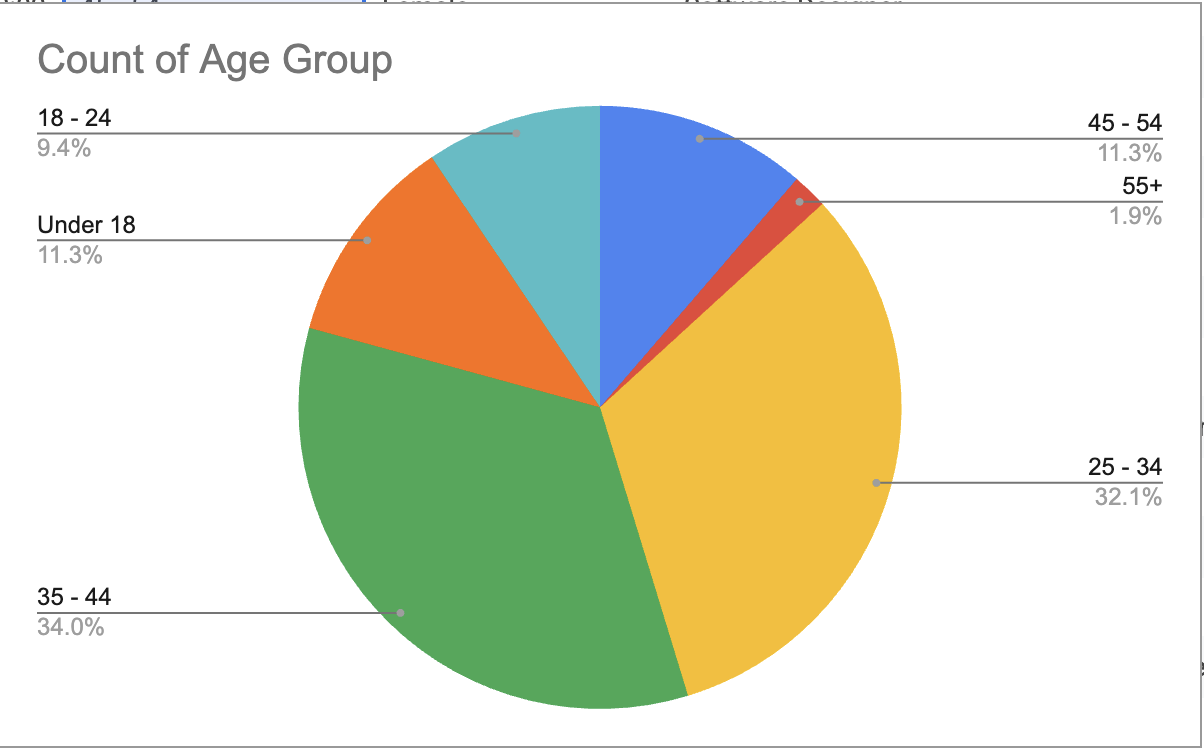 Count of Age Group
18 - 24
9.4%
45 - 54
11.3%
55+
1.9%
Under 18
11.3%
25 - 34
32.1%
35 - 44
34.0%